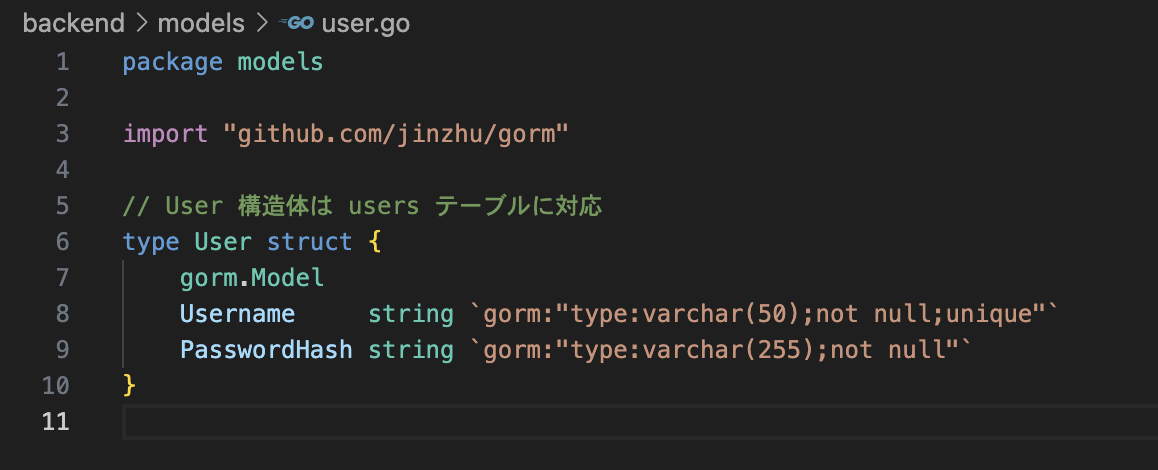 backend > models > GO user.go
1 package models
2
3 import "github.com/jinzhu/gorm"
4
5 // User 構造体は users テーブルに対応
6 type User struct {
7     gorm.Model
8     Username     string `gorm:"type:varchar(50);not null;unique"`
9     PasswordHash string `gorm:"type:varchar(255);not null"`
10 }
11